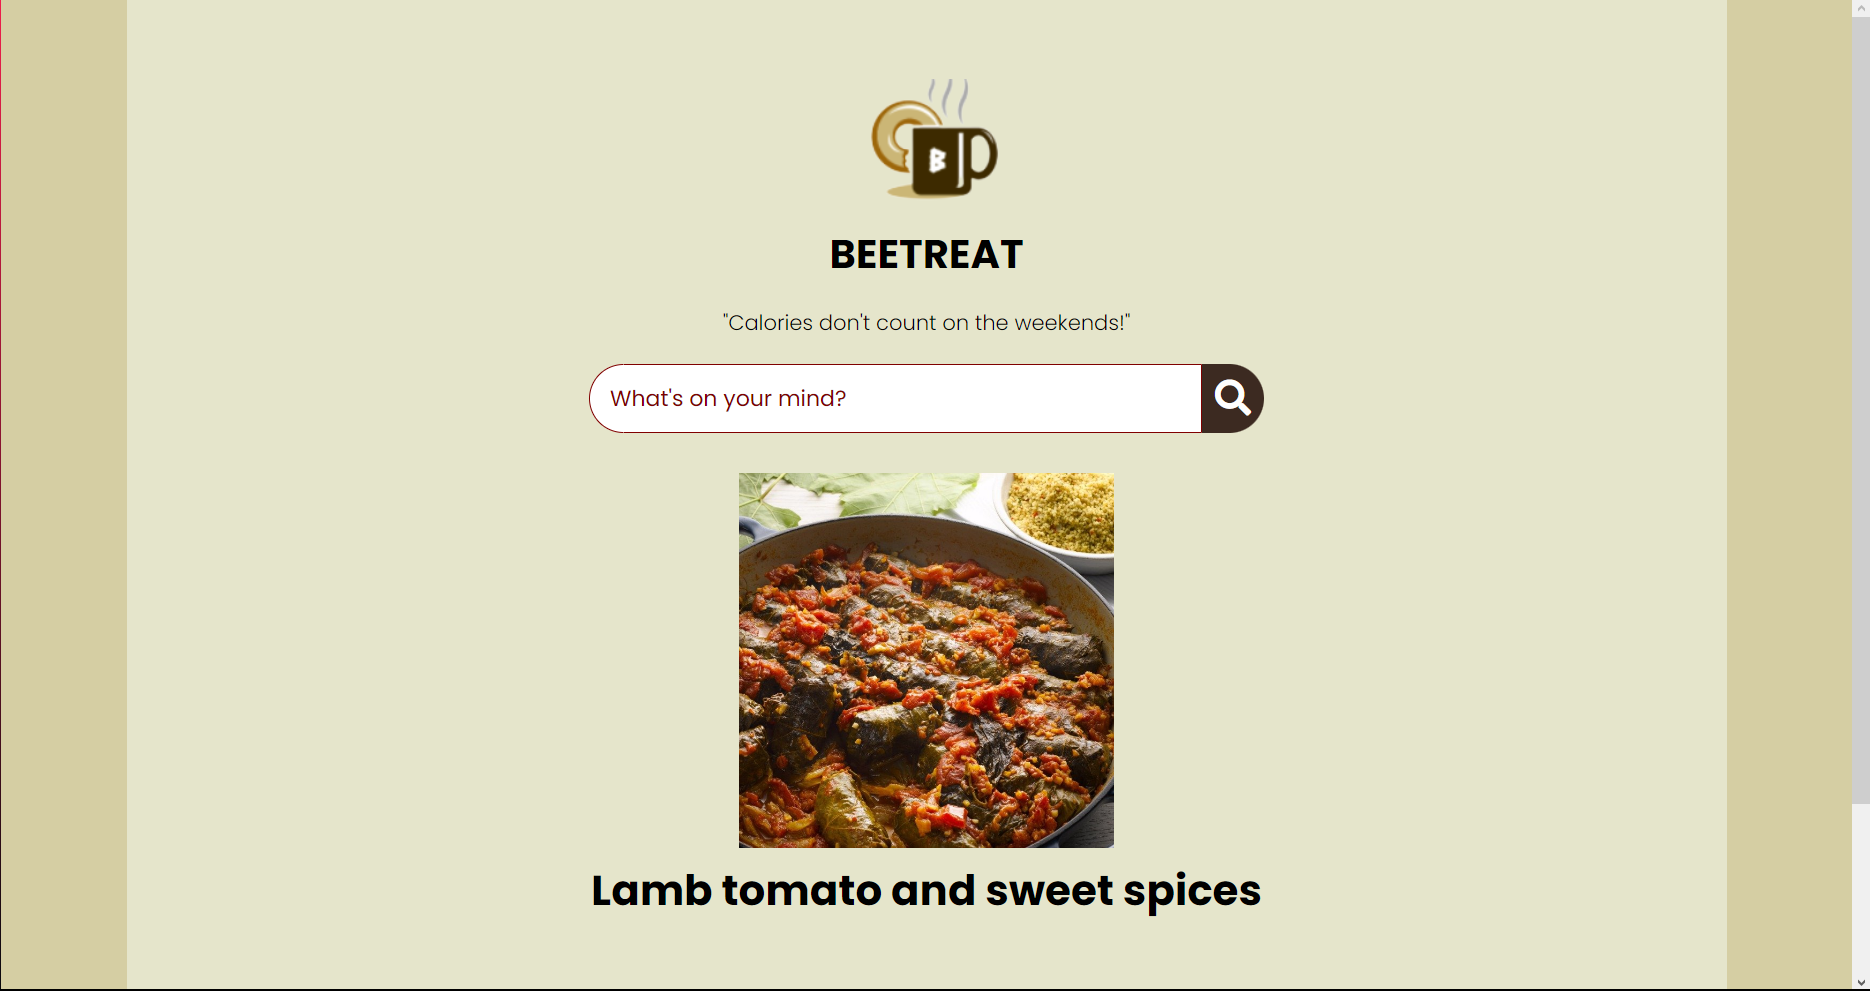 B
BEETREAT
"Calories don't count on the weekends!"
What's on your mind?
Lamb tomato and sweet spices